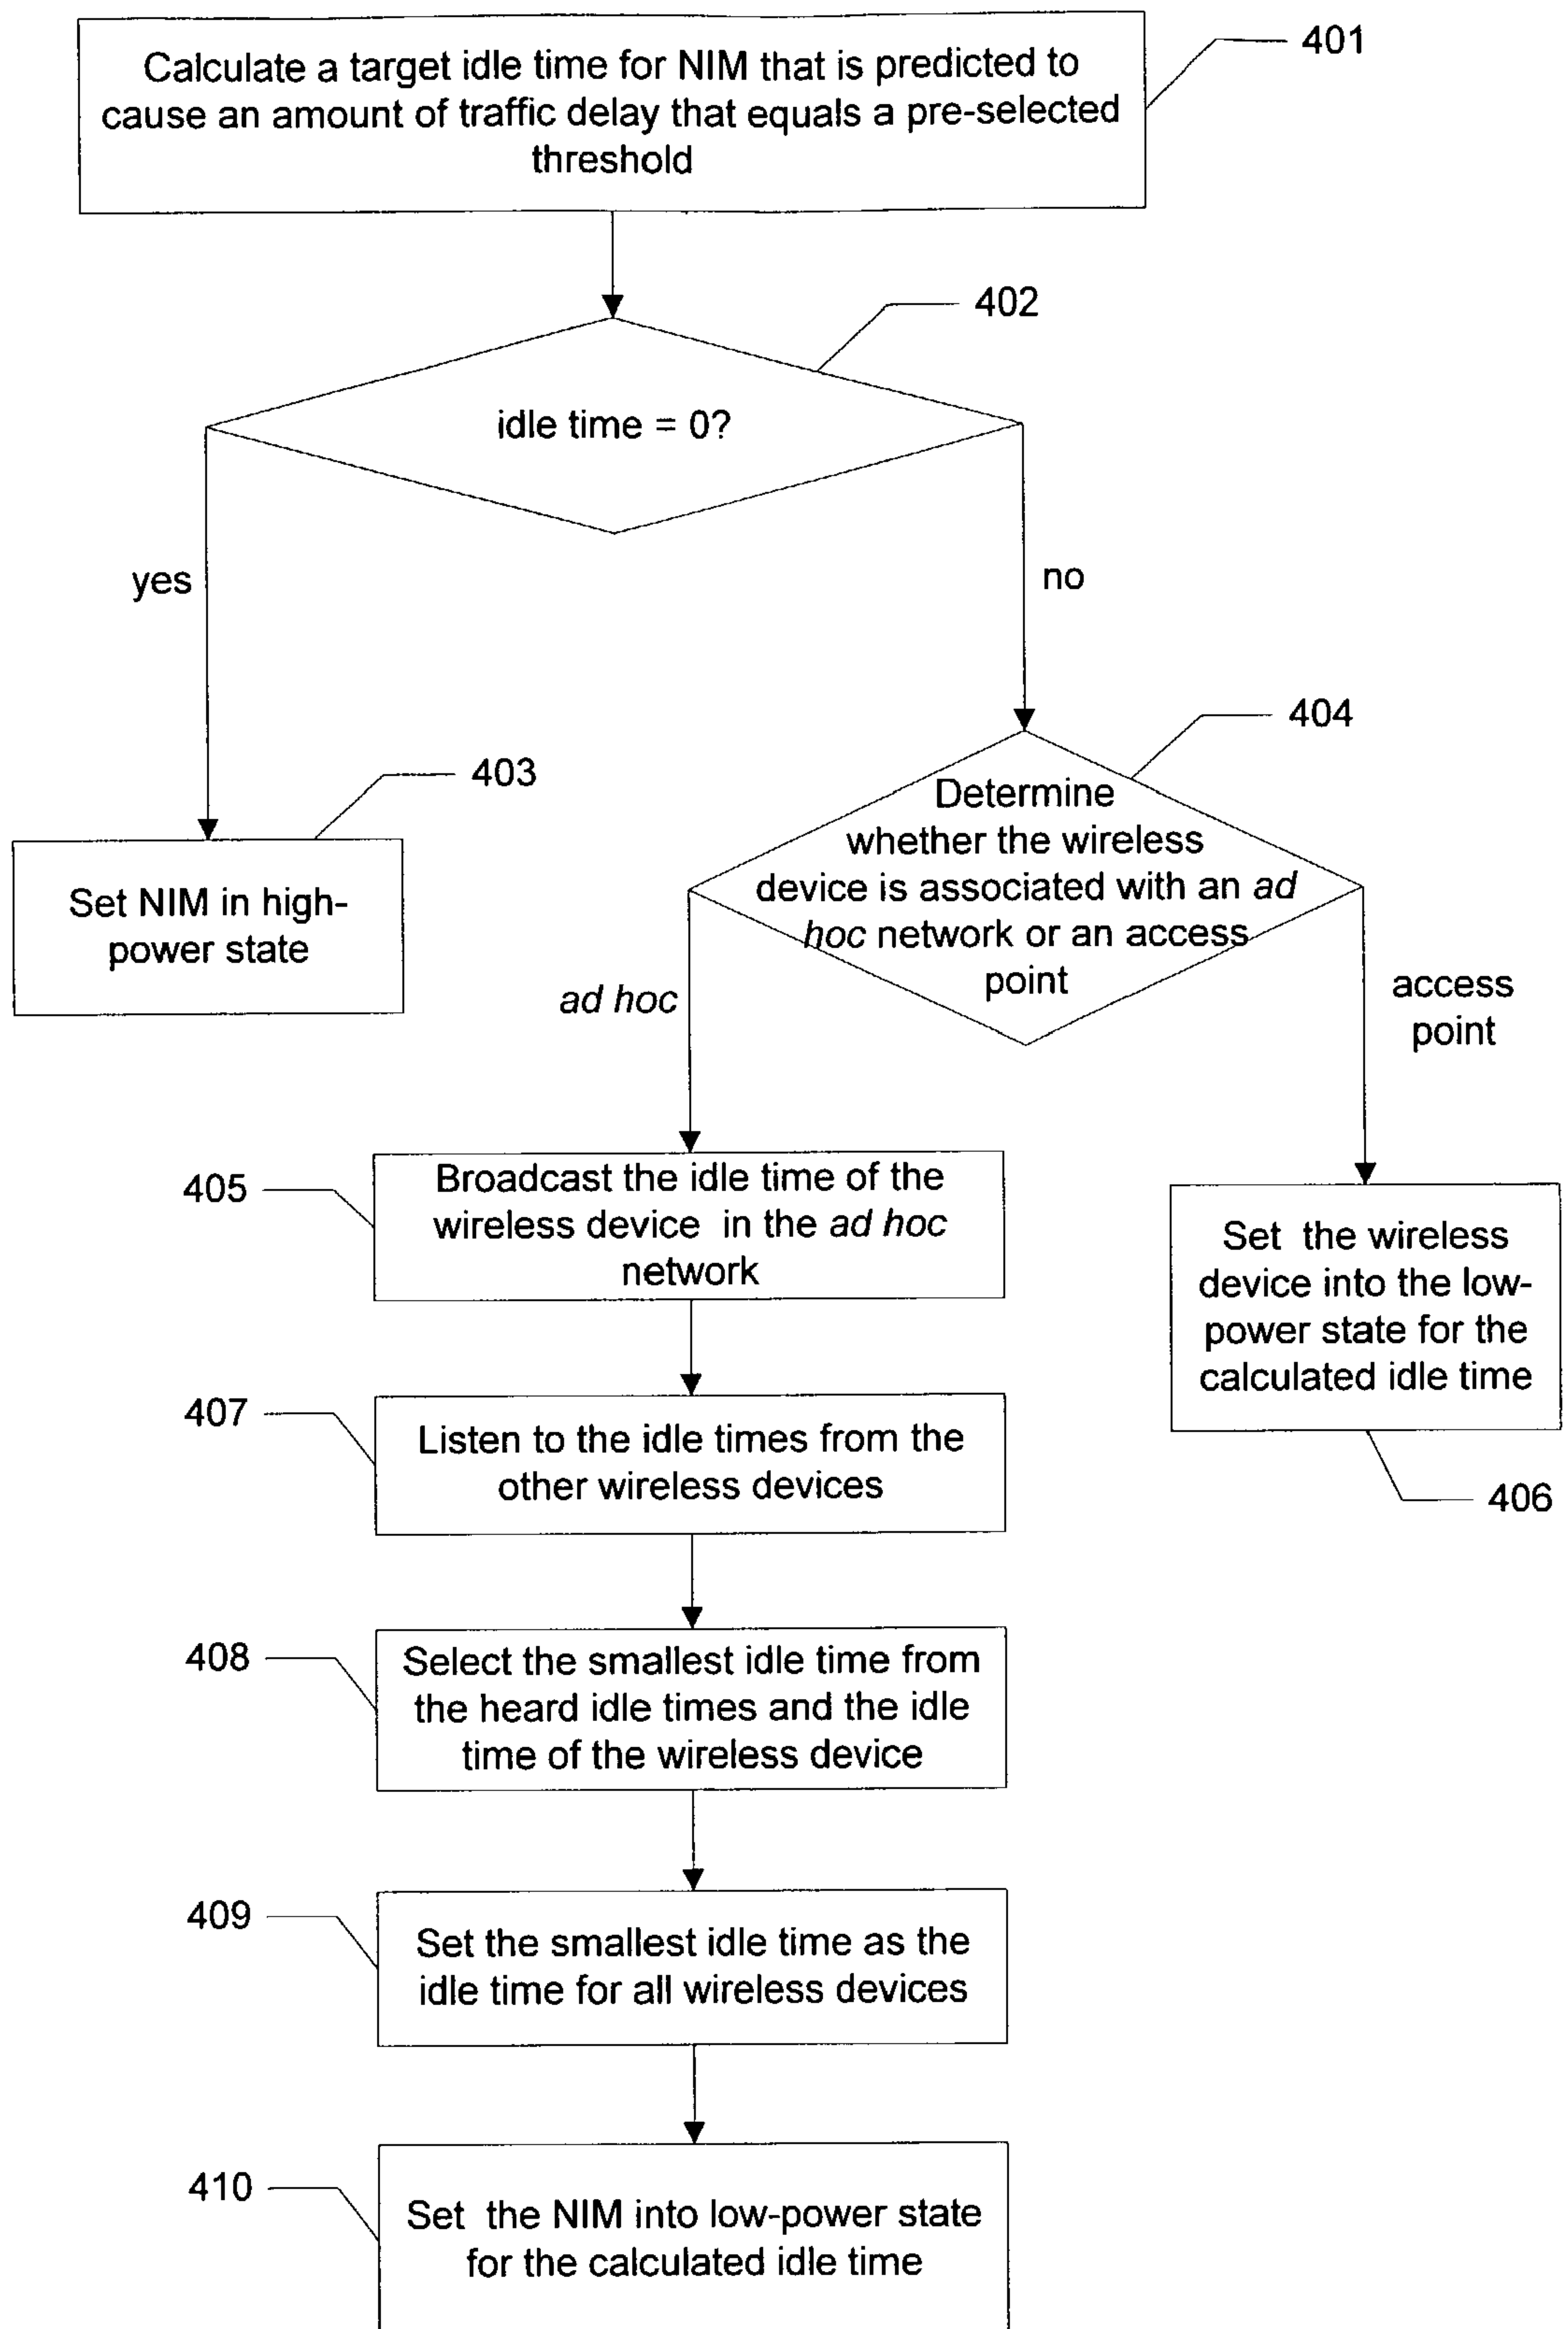 Calculate a target idle time for NIM that is predicted to
cause an amount of traffic delay that equals a pre-selected
threshold
401
402
idle time = 0?
yes
no
404
403
Determine
whether the wireless
device is associated with an ad
hoc network or an access
point
Set NIM in high-
power state
ad hoc
access
point
405
Broadcast the idle time of the
wireless device in the ad hoc
network
Set the wireless
device into the low-
power state for the
calculated idle time
406
407
Listen to the idle times from the
other wireless devices
408
Select the smallest idle time from
the heard idle times and the idle
time of the wireless device
409
Set the smallest idle time as the
idle time for all wireless devices
410
Set the NIM into low-power state
for the calculated idle time